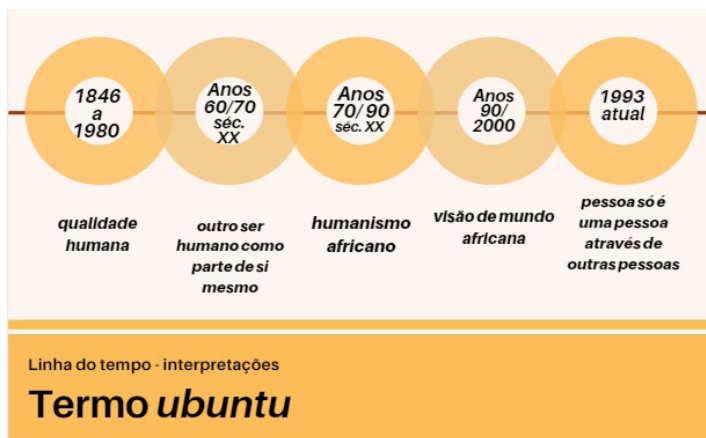 1846
a
1980
Anos
60/70
séc.
XX
Anos
70/90
séc. XX
Anos
90/
2000
1993
atual
qualidade
humana
outro ser
humano como
parte de si
mesmo
humanismo
africano
visão de mundo
africana
pessoa só é
uma pessoa
através de
outras pessoas
Linha do tempo - interpretações
Termo ubuntu